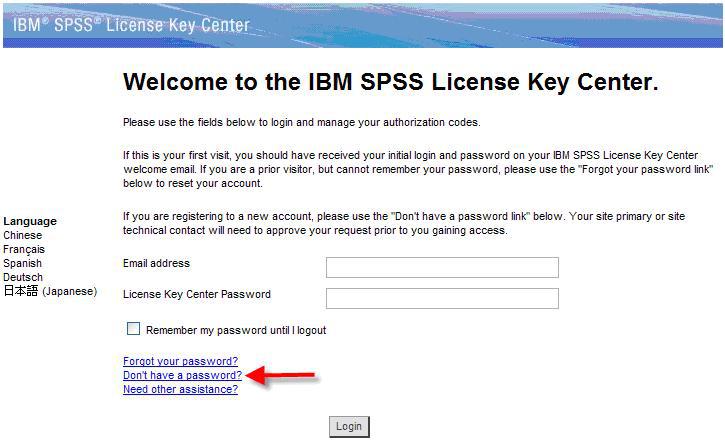 IBM® SPSS® License Key Center
Welcome to the IBM SPSS License Key Center.
Please use the fields below to login and manage your authorization codes.
If this is your first visit, you should have received your initial login and password on your IBM SPSS License Key Center
welcome email. If you are a prior visitor, but cannot remember your password, please use the "Forgot your password link"
below to reset your account.
If you are registering to a new account, please use the "Don't have a password link" below. Your site primary or site
technical contact will need to approve your request prior to you gaining access.
Language
Chinese
Français
Spanish
Deutsch
日本語 (Japanese)
Email address
License Key Center Password
Remember my password until I logout
Forgot your password?
Don't have a password?
Need other assistance?
Login